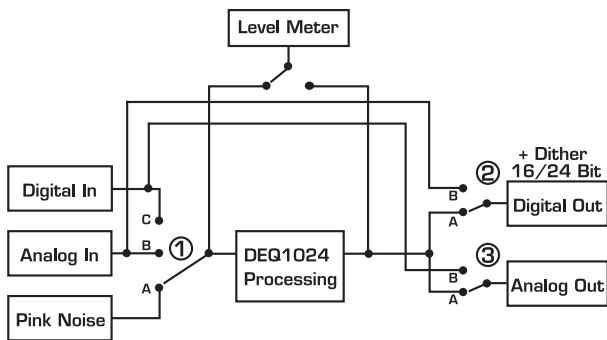 Level Meter
② + Dither
B 16/24 Bit
Digital In
A Digital Out
C
Analog In
B ①
DEQ1024
Processing
③
A
B
Pink Noise
A Analog Out